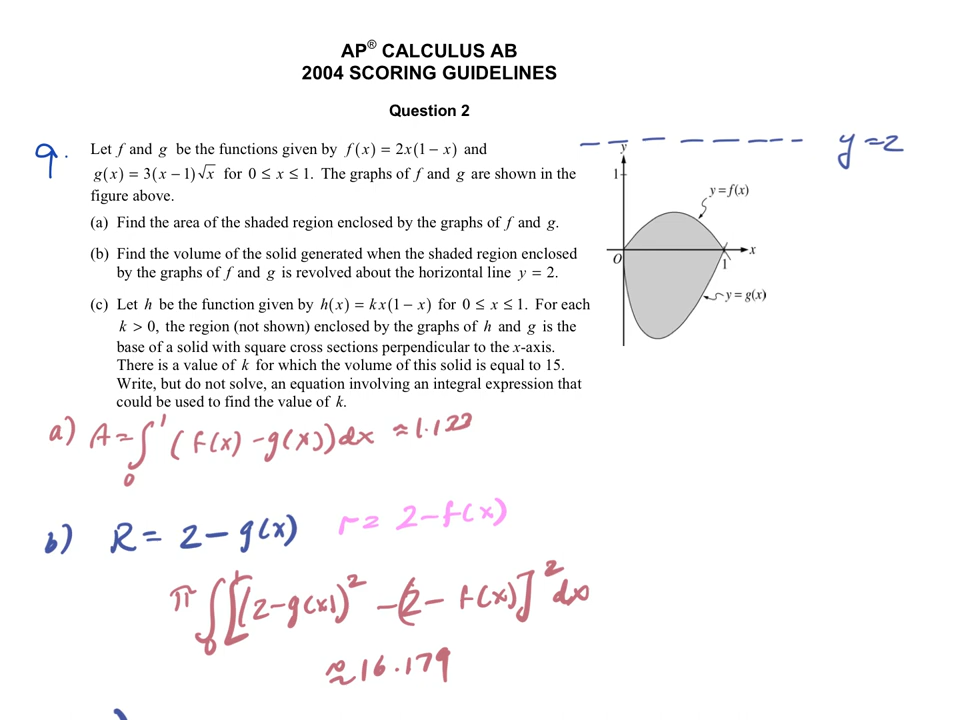 AP® CALCULUS AB
2004 SCORING GUIDELINES
Question 2
9. Let f and g be the functions given by f(x) = 2x(1 − x) and
g(x) = 3(x − 1)√x for 0 ≤ x ≤ 1. The graphs of f and g are shown in the
figure above.
(a) Find the area of the shaded region enclosed by the graphs of f and g.
(b) Find the volume of the solid generated when the shaded region enclosed
by the graphs of f and g is revolved about the horizontal line y = 2.
(c) Let h be the function given by h(x) = kx(1 − x) for 0 ≤ x ≤ 1. For each
k > 0, the region (not shown) enclosed by the graphs of h and g is the
base of a solid with square cross sections perpendicular to the x-axis.
There is a value of k for which the volume of this solid is equal to 15.
Write, but do not solve, an equation involving an integral expression that
could be used to find the value of k.
y = 2
y
1
y = f(x)
x
O
1
y = g(x)
a) A = ∫₀¹ (f(x) − g(x)) dx ≈ 1.133
b) R = 2 − g(x) r = 2 − f(x)
π ∫₀¹ [(2 − g(x))² − (2 − f(x)]² dx
≈ 16.179